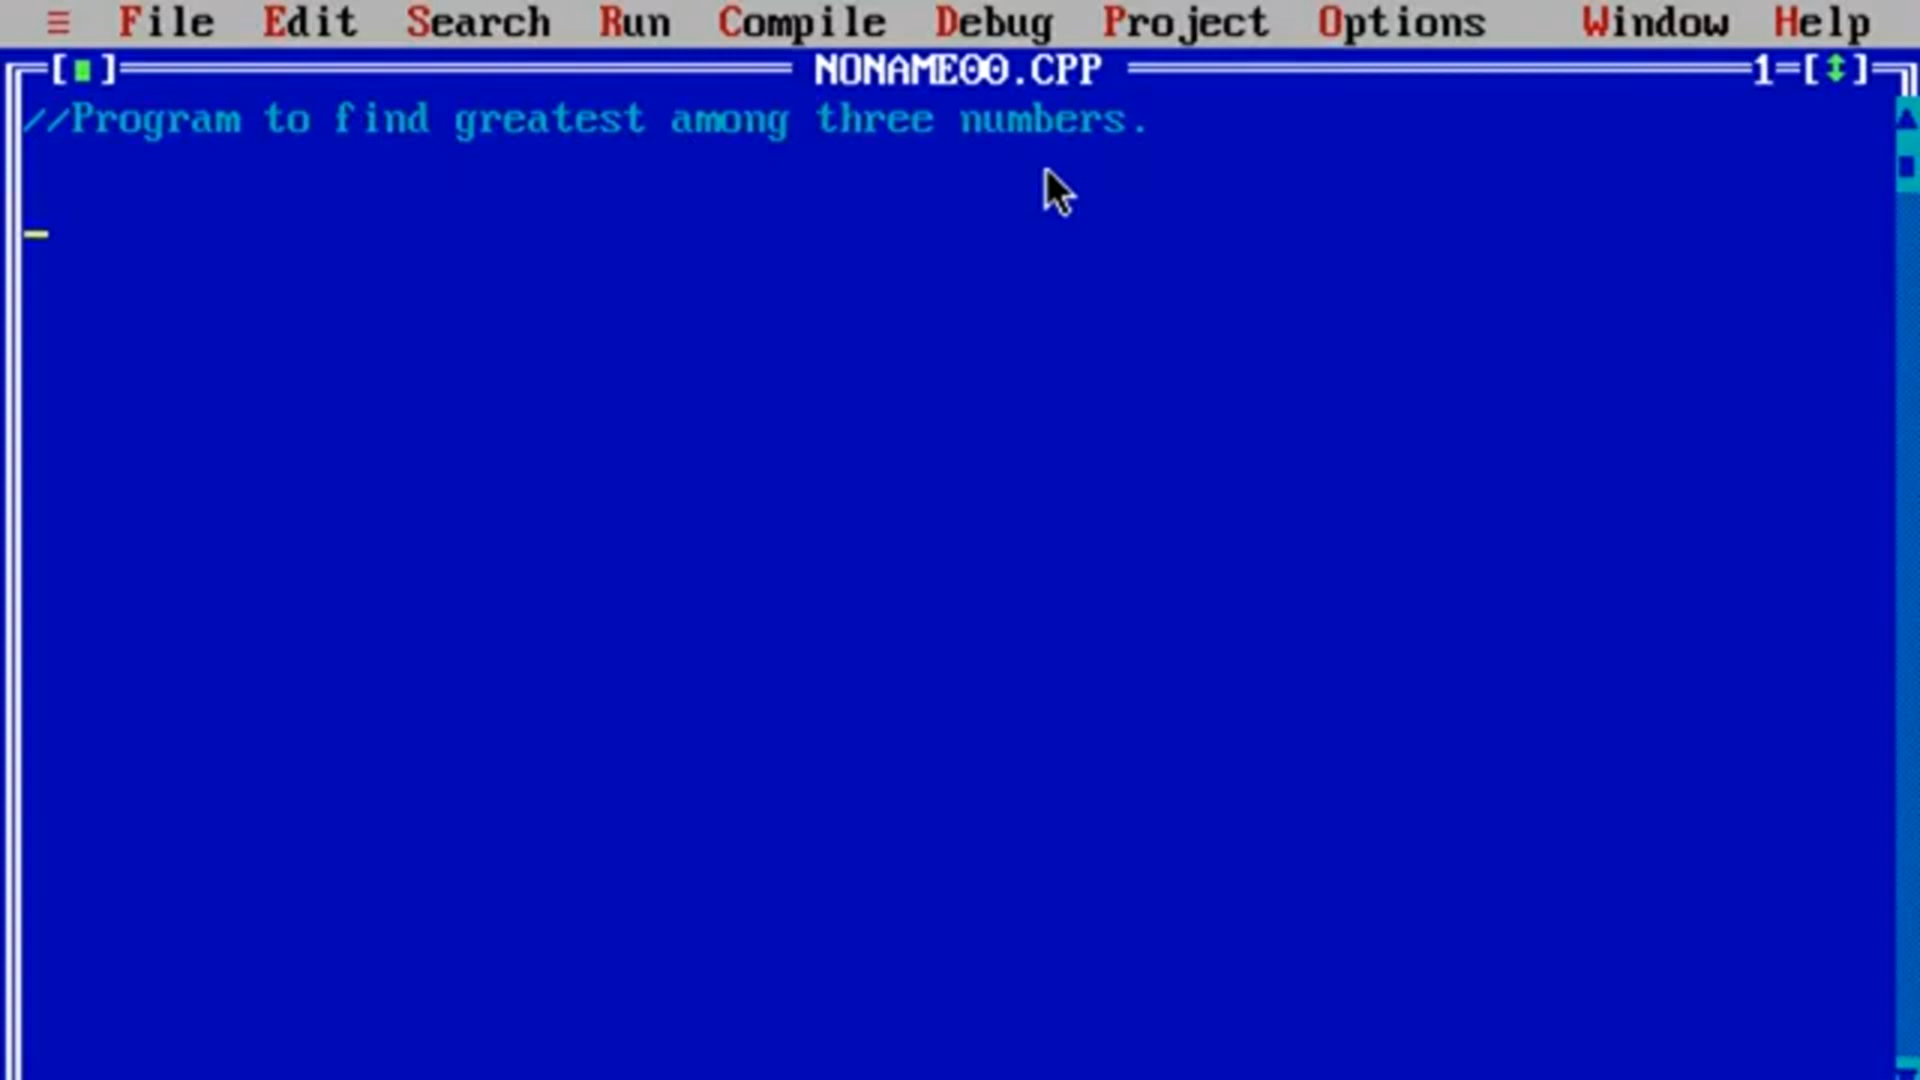 ≡ File Edit Search Run Compile Debug Project Options Window Help
[■] NONAME00.CPP 1=[↕]
//Program to find greatest among three numbers.